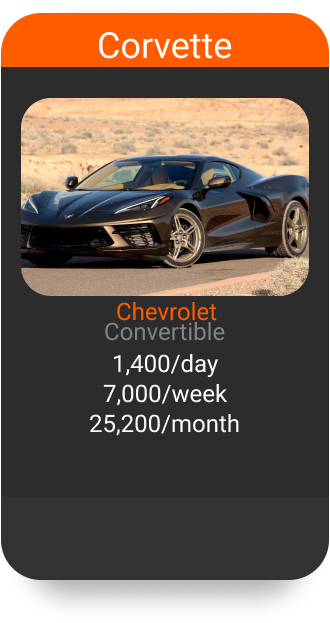 Corvette
Chevrolet
Convertible
1,400/day
7,000/week
25,200/month